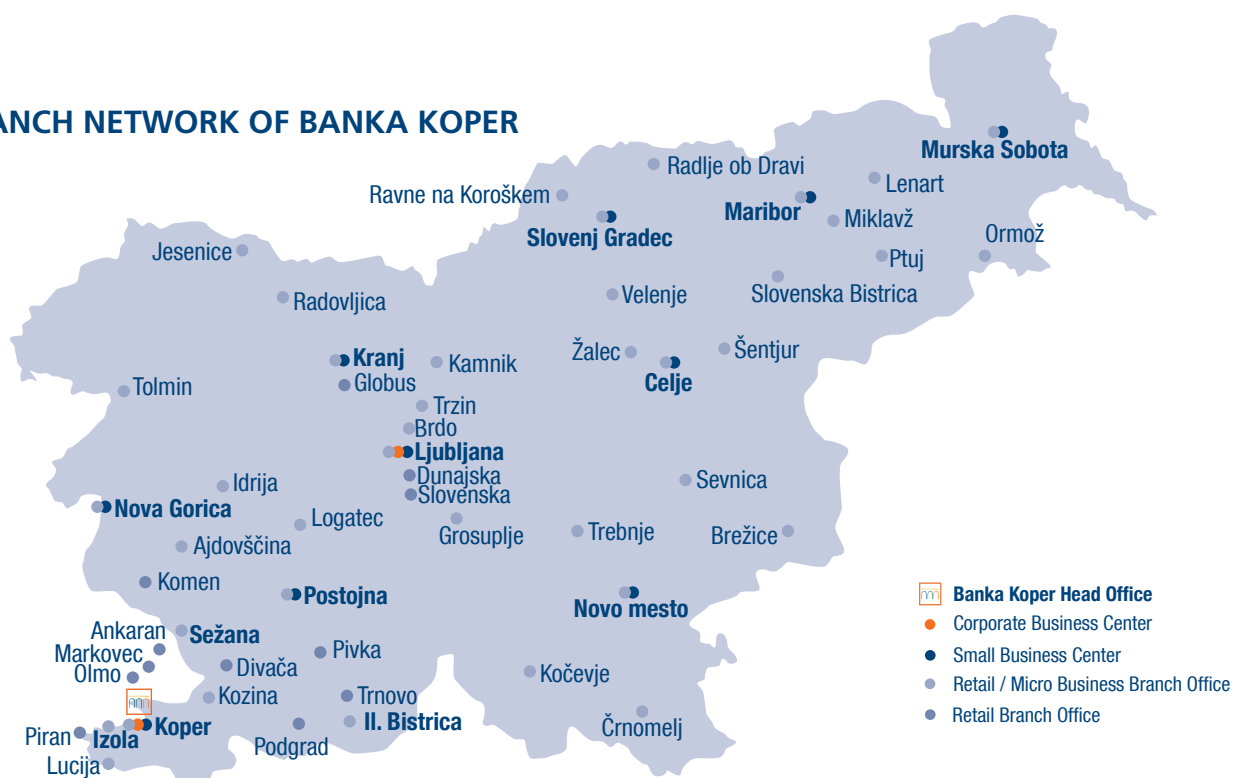 ANCH NETWORK OF BANKA KOPER
Murska Sobota
Radlje ob Dravi
Lenart
Ravne na Koroškem
Maribor
Miklavž
Slovenj Gradec
Ormož
Jesenice
Ptuj
Radovljica
Velenje
Slovenska Bistrica
Kranj
Kamnik
Žalec
Šentjur
Globus
Celje
Tolmin
Trzin
Brdo
Ljubljana
Dunajska
Sevnica
Idrija
Slovenska
Nova Gorica
Logatec
Grosuplje
Trebnje
Brežice
Ajdovščina
Komen
Postojna
Novo mesto
Ankaran
Sežana
Markovec
Pivka
Olmo
Divača
Kočevje
Kozina
Trnovo
Koper
Il. Bistrica
Črnomelj
Piran
Izola
Podgrad
Lucija
Banka Koper Head Office
Corporate Business Center
Small Business Center
Retail / Micro Business Branch Office
Retail Branch Office